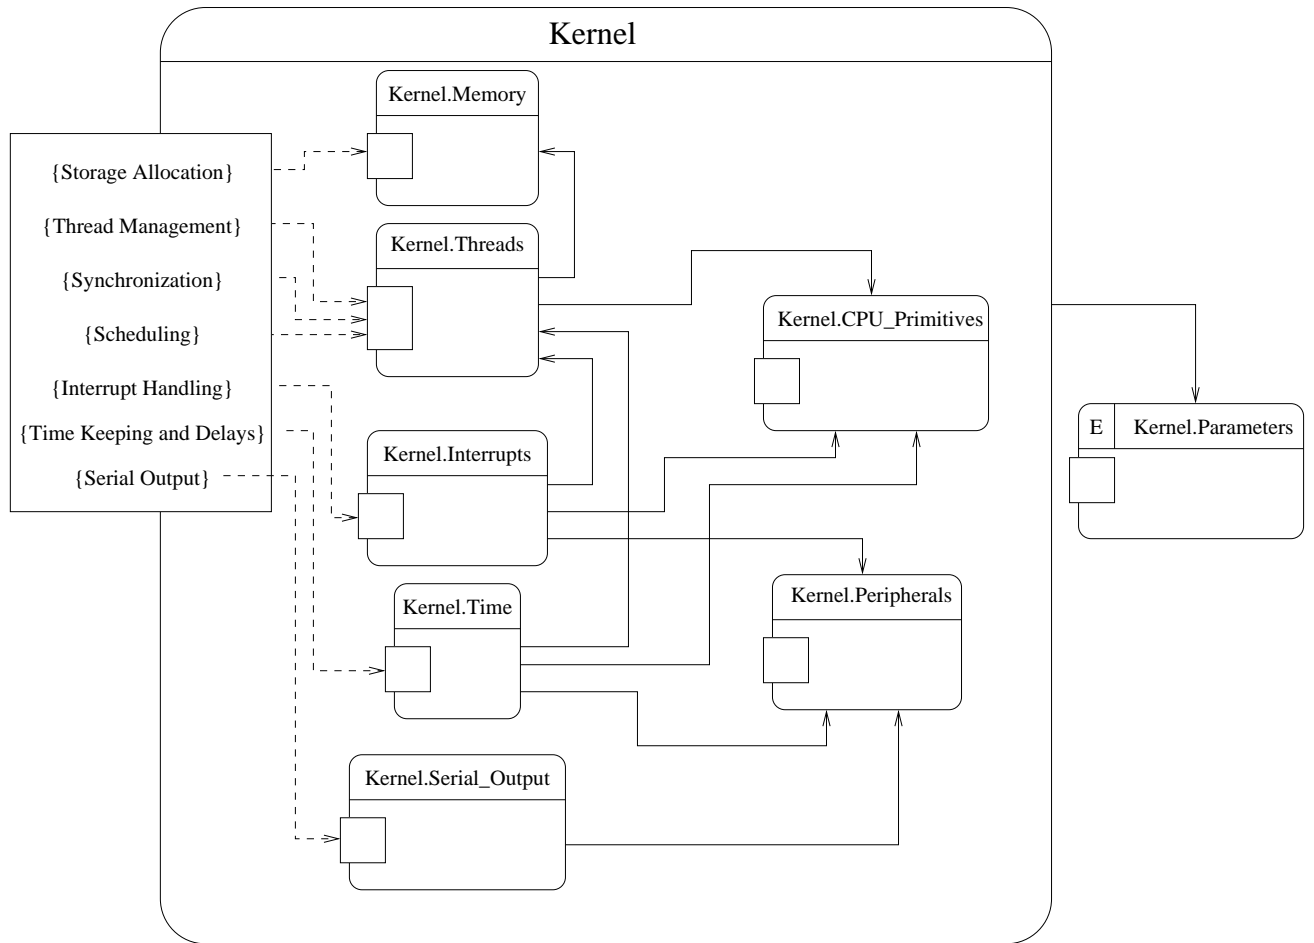 Kernel
Kernel.Memory
{Storage Allocation}
{Thread Management}
Kernel.Threads
{Synchronization}
{Scheduling}
Kernel.CPU_Primitives
{Interrupt Handling}
{Time Keeping and Delays}
E Kernel.Parameters
Kernel.Interrupts
{Serial Output}
Kernel.Peripherals
Kernel.Time
Kernel.Serial_Output